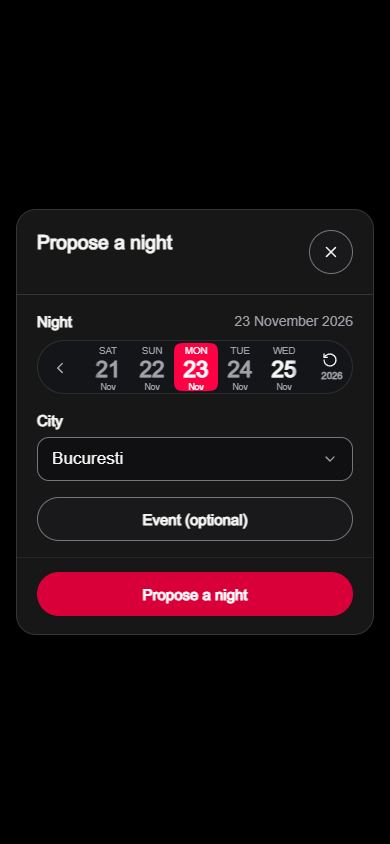 Propose a night
Night
23 November 2026
SAT SUN MON TUE WED
21 22 23 24 25
Nov Nov Nov Nov Nov
2026
City
Bucuresti
Event (optional)
Propose a night